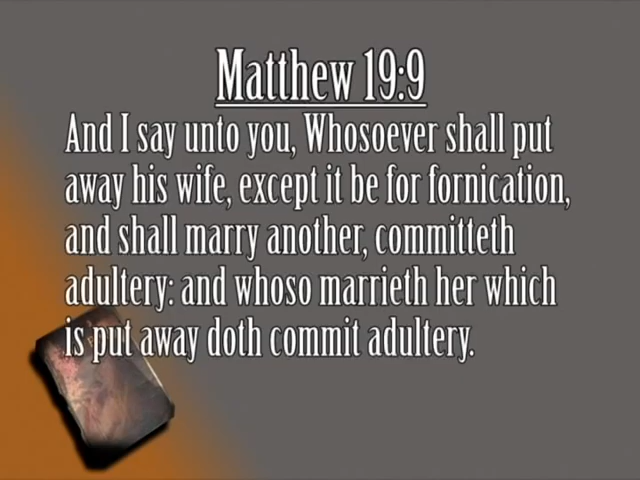 Matthew 19:9
And I say unto you, Whosoever shall put
away his wife, except it be for fornication,
and shall marry another, committeth
adultery: and whoso marrieth her which
is put away doth commit adultery.